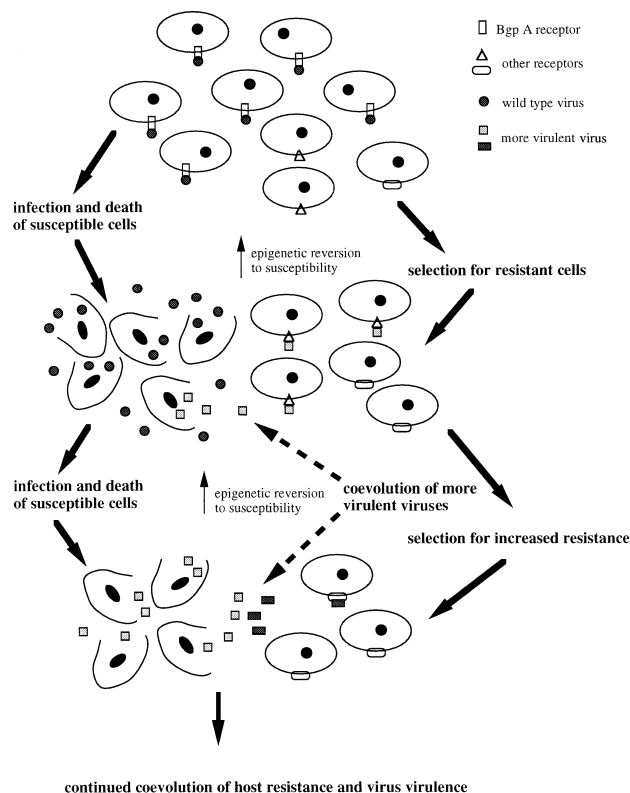 Bgp A receptor
other receptors
wild type virus
more virulent virus
infection and death
of susceptible cells
epigenetic reversion
to susceptibility
selection for resistant cells
infection and death
of susceptible cells
epigenetic reversion
to susceptibility
coevolution of more
virulent viruses
selection for increased resistance
continued coevolution of host resistance and virus virulence